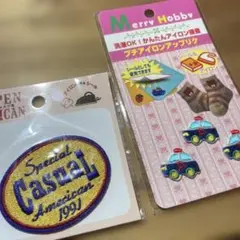 Merry Hobby
洗濯OK!かんたんアイロン接着
プチアイロンアップリケ
PEN
ICAN
Special
CasuaL
American
1991